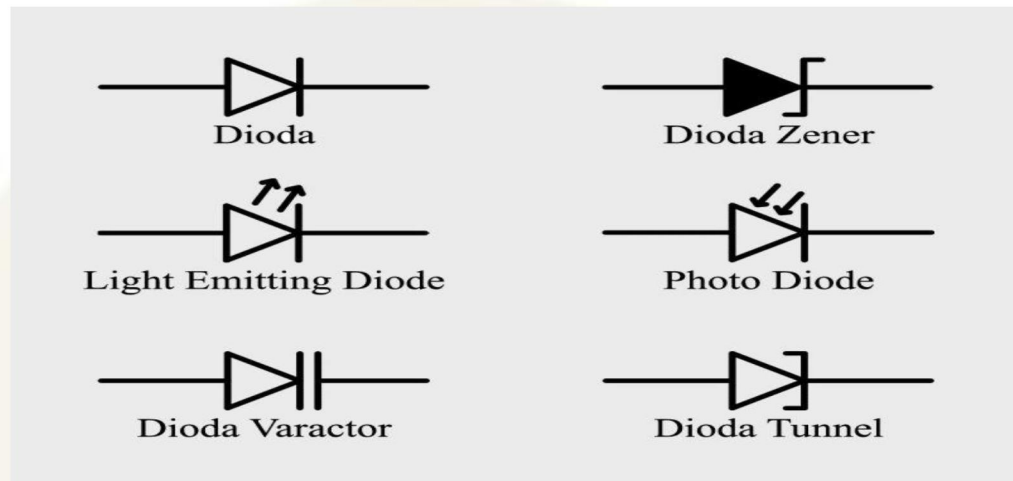 Dioda
Dioda Zener
Light Emitting Diode
Photo Diode
Dioda Varactor
Dioda Tunnel